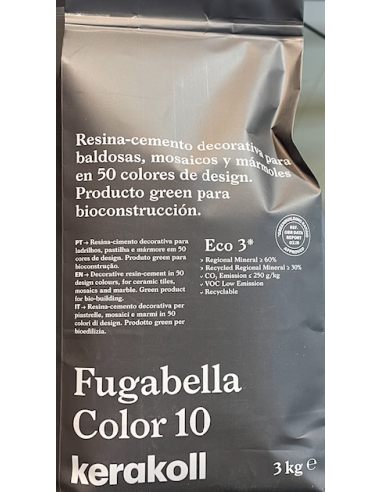 Resina-cemento decorativa para
baldosas, mosaicos y mármoles
en 50 colores de design.
Producto green para
bioconstrucción.
PT→ Resina-cimento decorativa para
ladrilhos, pastilha e mármore em 50
cores de design. Produto green para
bioconstrução.
EN→ Decorative resin-cement in 50
design colours, for ceramic tiles,
mosaics and marble. Green product
for bio-building.
IT→ Resina-cemento decorativa per
piastrelle, mosaici e marmi in 50
colori di design. Prodotto green per
bioedilizia.
Eco 3*
› Regional Mineral ≥ 60%
› Recycled Regional Mineral ≥ 30%
› CO₂ Emission ≤ 250 g/kg
✓ VOC Low Emission
✓ Recyclable
REPORT
Fugabella
Color 10
kerakoll
3 kg e